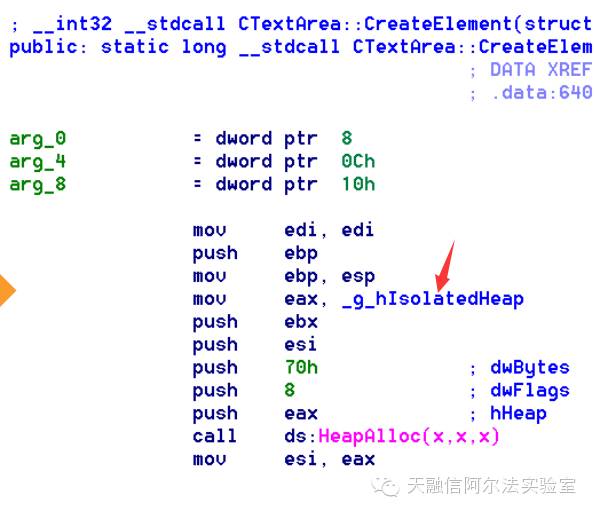 ; __int32 __stdcall CTextArea::CreateElement(struct
public: static long __stdcall CTextArea::CreateElem
; DATA XREF
; .data:640
arg_0 = dword ptr 8
arg_4 = dword ptr 0Ch
arg_8 = dword ptr 10h
mov edi, edi
push ebp
mov ebp, esp
mov eax, _g_hIsolatedHeap
push ebx
push esi
push 70h ; dwBytes
push 8 ; dwFlags
push eax ; hHeap
call ds:HeapAlloc(x,x,x)
mov esi, eax
天融信阿尔法实验室